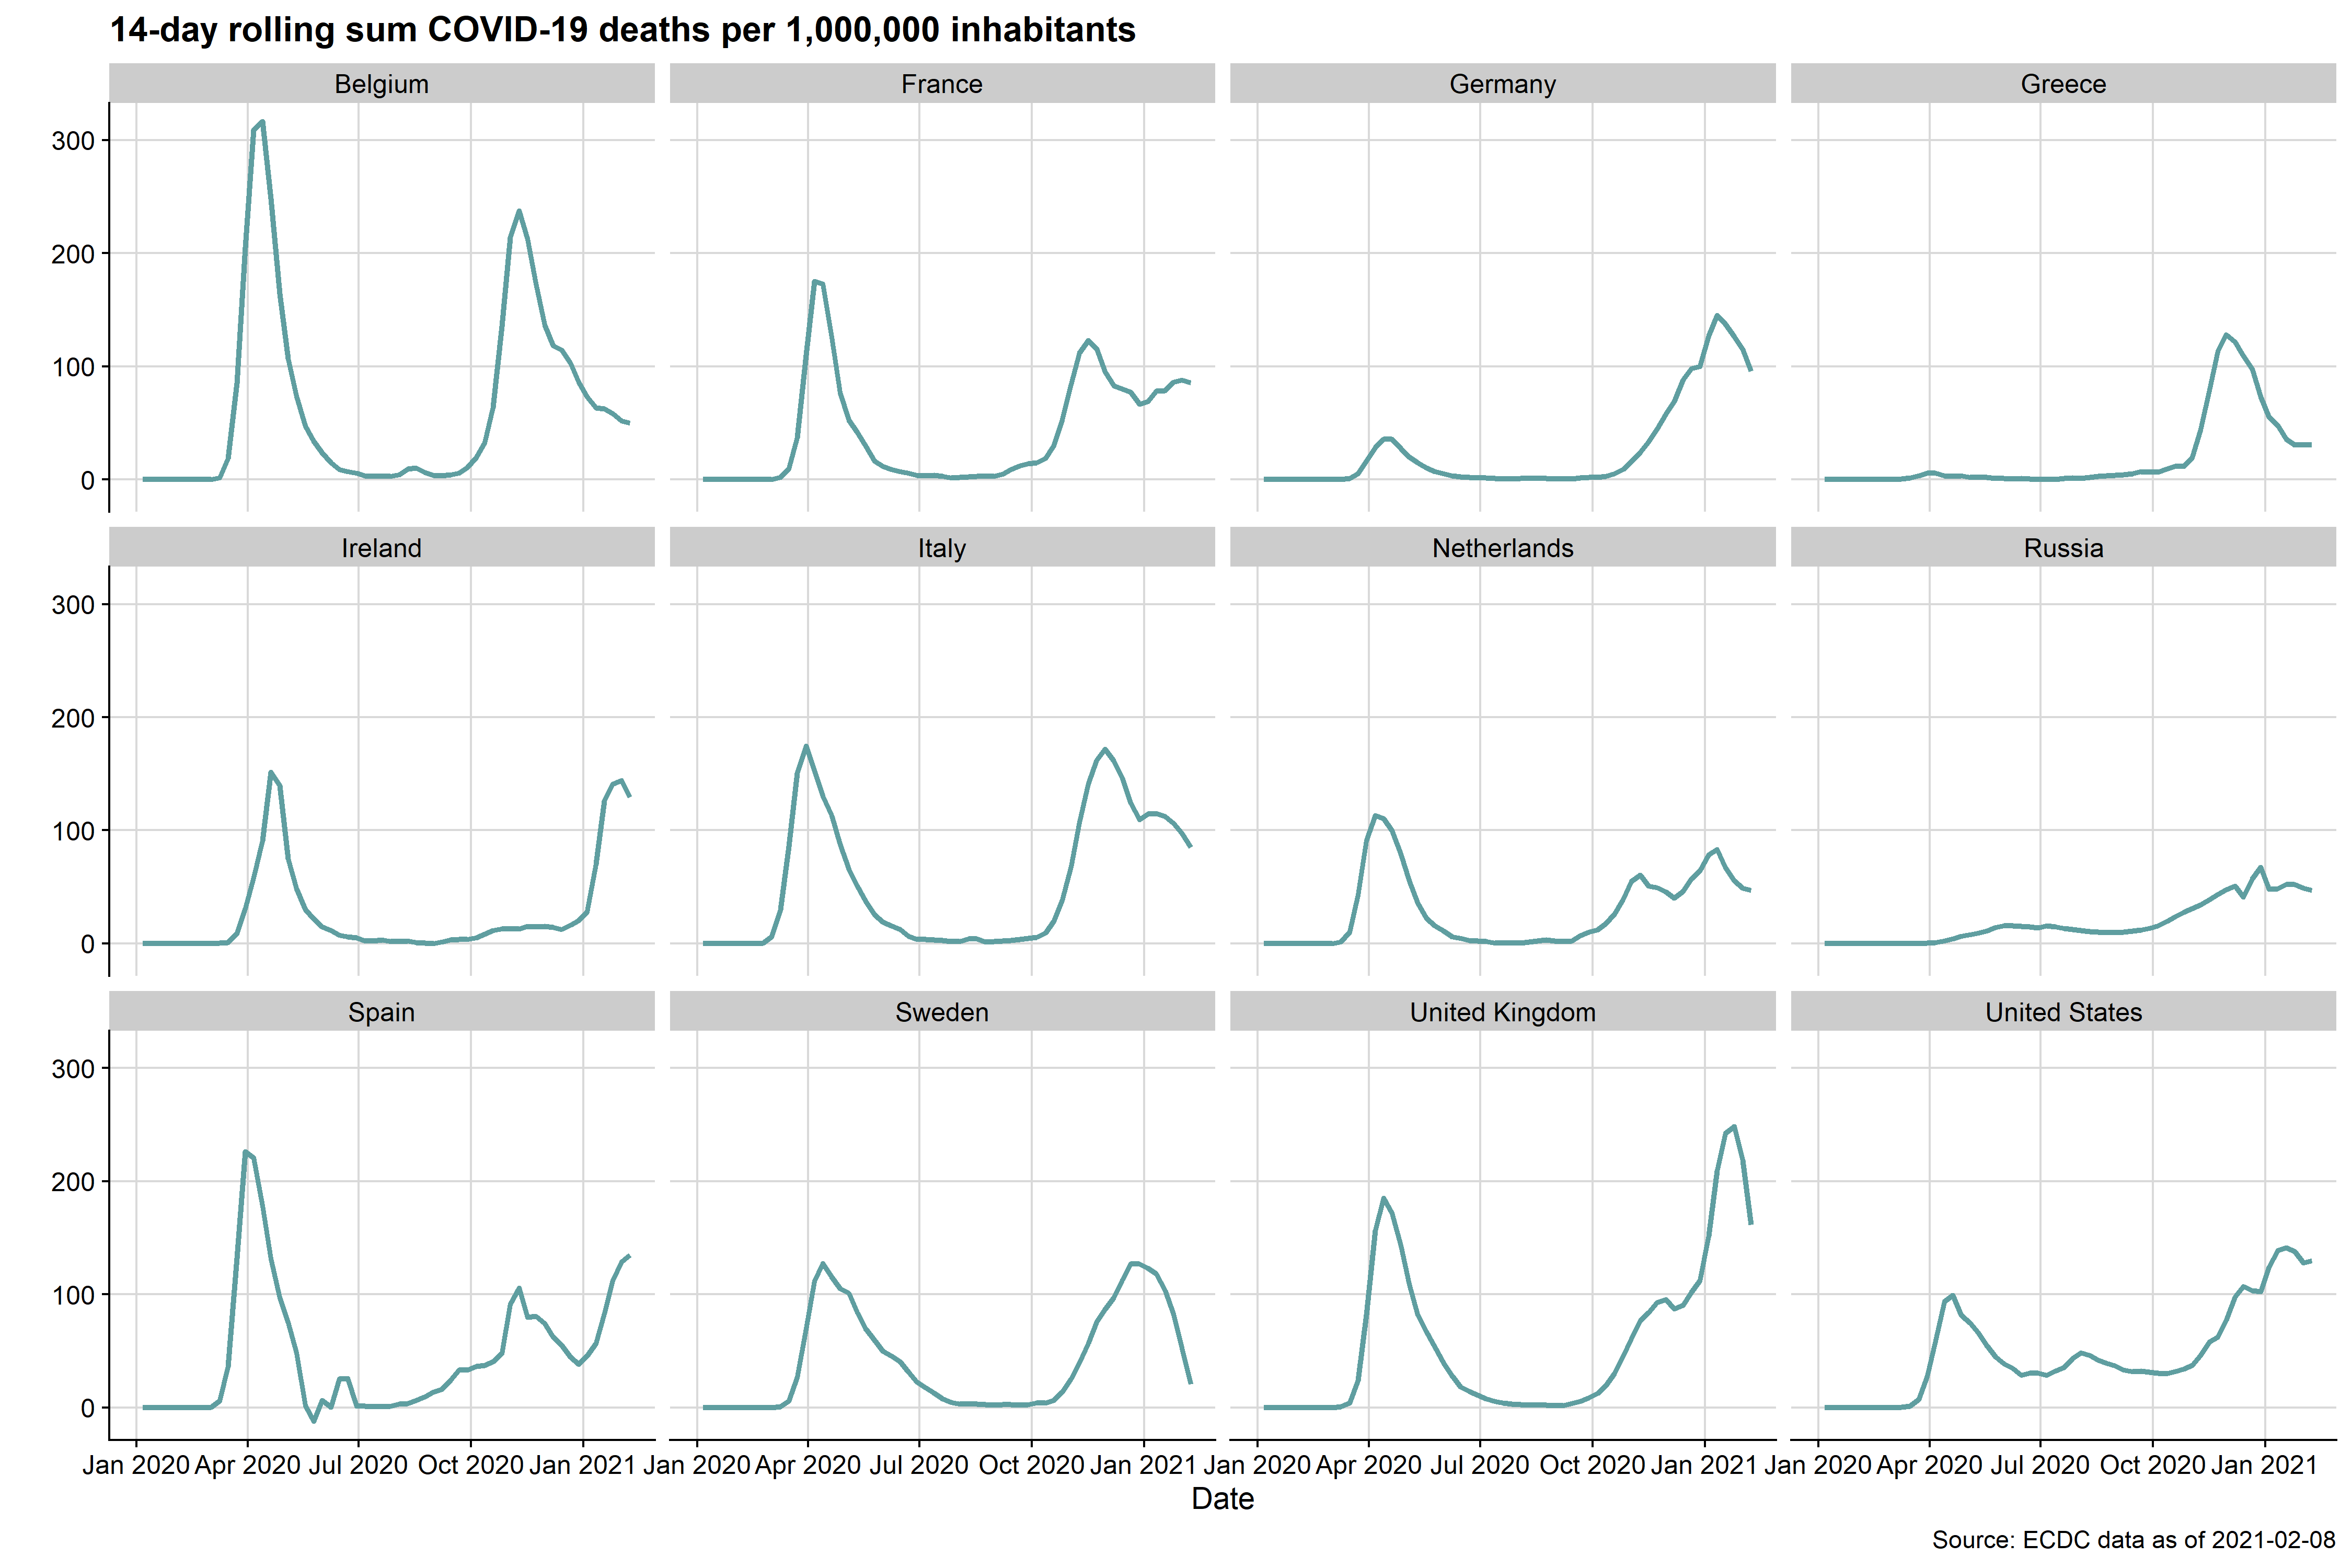 14-day rolling sum COVID-19 deaths per 1,000,000 inhabitants
Belgium France Germany Greece
300
200
100
0
Ireland Italy Netherlands Russia
300
200
100
0
Spain Sweden United Kingdom United States
300
200
100
0
Jan 2020 Apr 2020 Jul 2020 Oct 2020 Jan 2021 Jan 2020 Apr 2020 Jul 2020 Oct 2020 Jan 2021 Jan 2020 Apr 2020 Jul 2020 Oct 2020 Jan 2021 Jan 2020 Apr 2020 Jul 2020 Oct 2020 Jan 2021
Date
Source: ECDC data as of 2021-02-08